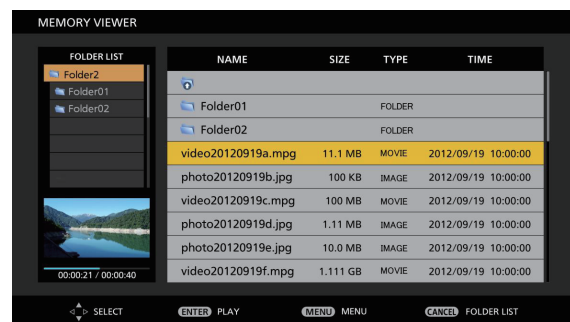 MEMORY VIEWER
FOLDER LIST
Folder2
Folder01
Folder02
00:00:21 / 00:00:40
NAME SIZE TYPE TIME
Folder01 FOLDER
Folder02 FOLDER
video20120919a.mpg 11.1 MB MOVIE 2012/09/19 10:00:00
photo20120919b.jpg 100 KB IMAGE 2012/09/19 10:00:00
video20120919c.mpg 100 MB MOVIE 2012/09/19 10:00:00
photo20120919d.jpg 1.11 MB IMAGE 2012/09/19 10:00:00
photo20120919e.jpg 10.0 MB IMAGE 2012/09/19 10:00:00
video20120919f.mpg 1.111 GB MOVIE 2012/09/19 10:00:00
SELECT ENTER PLAY MENU MENU CANCEL FOLDER LIST